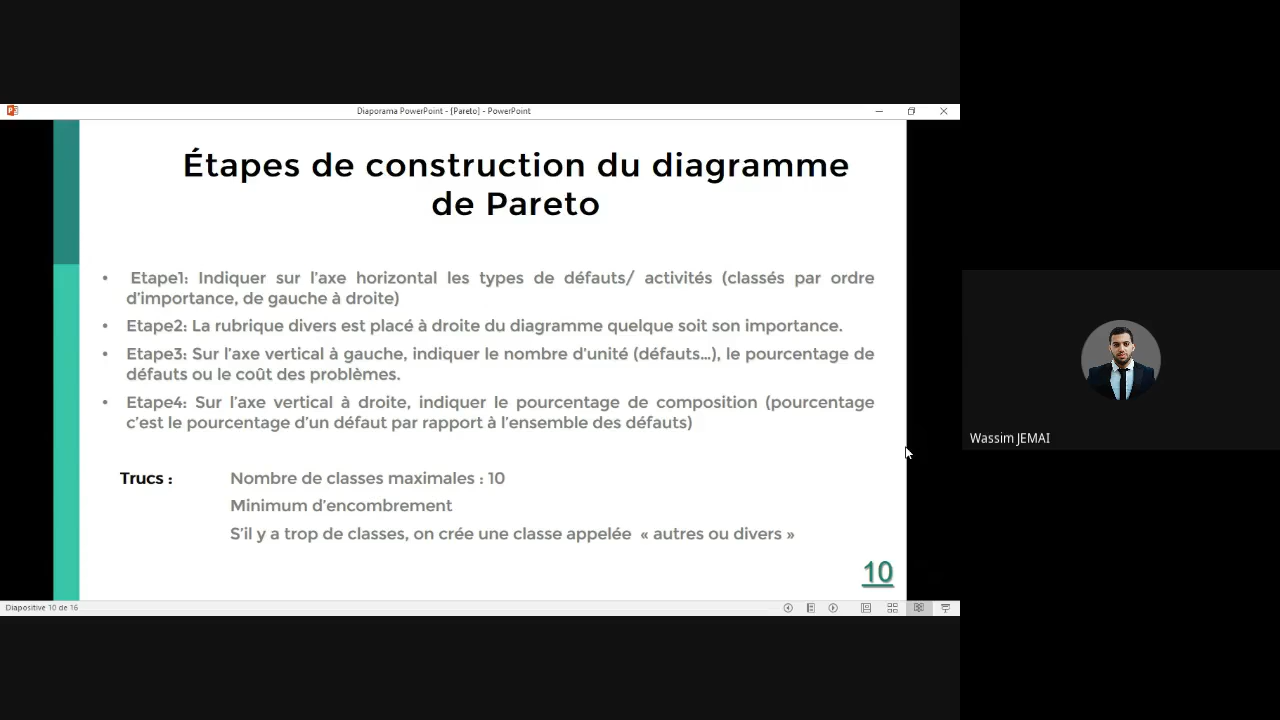 Diaporama PowerPoint - [Pareto] - PowerPoint
Étapes de construction du diagramme
de Pareto
• Etape1: Indiquer sur l'axe horizontal les types de défauts/ activités (classés par ordre
d'importance, de gauche à droite)
• Etape2: La rubrique divers est placé à droite du diagramme quelque soit son importance.
• Etape3: Sur l'axe vertical à gauche, indiquer le nombre d'unité (défauts...), le pourcentage de
défauts ou le coût des problèmes.
• Etape4: Sur l'axe vertical à droite, indiquer le pourcentage de composition (pourcentage
c'est le pourcentage d'un défaut par rapport à l'ensemble des défauts)
Trucs : Nombre de classes maximales : 10
Minimum d'encombrement
S'il y a trop de classes, on crée une classe appelée « autres ou divers »
10
Diapositive 10 de 16
Wassim JEMAI